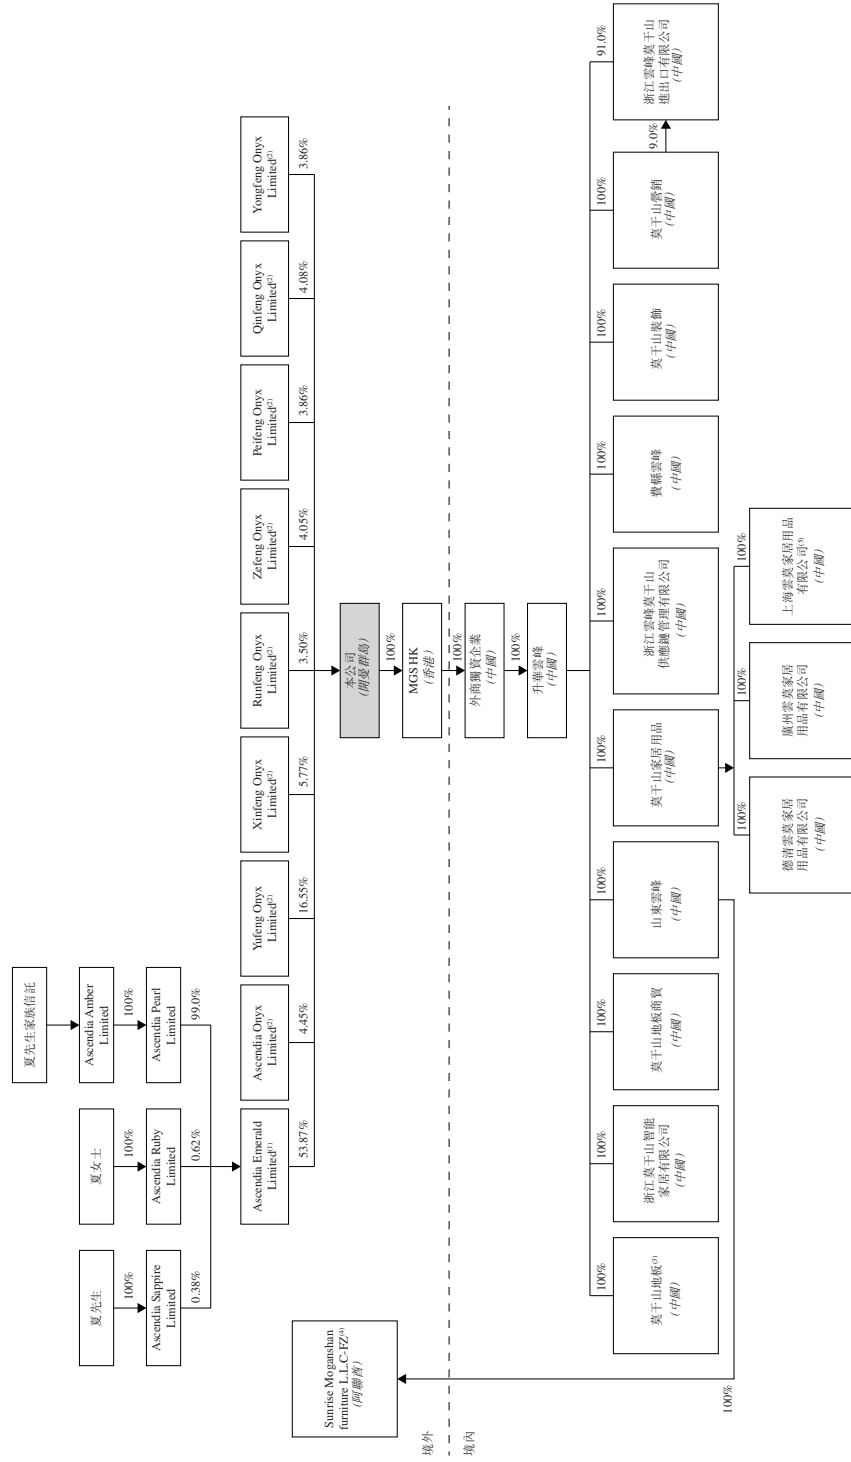 夏先生
夏女士
夏先生家族信託
100%
100%
Ascendia Amber
Limited
100%
Ascendia Sappire
Limited
Ascendia Ruby
Limited
Ascendia Pearl
Limited
0.38%
0.62%
99.0%
Ascendia Emerald
Limited(1)
Ascendia Onyx
Limited(2)
Yufeng Onyx
Limited(2)
Xinfeng Onyx
Limited(2)
Runfeng Onyx
Limited(2)
Zefeng Onyx
Limited(2)
Peifeng Onyx
Limited(2)
Qinfeng Onyx
Limited(2)
Yongfeng Onyx
Limited(2)
53.87%
4.45%
16.55%
5.77%
3.50%
4.05%
3.86%
4.08%
3.86%
Sunrise Moganshan
furniture L.L.C-FZ(4)
(阿聯酋)
本公司
(開曼群島)
100%
MGS HK
(香港)
境外
境內
100%
外商獨資企業
(中國)
100%
升華雲峰
(中國)
100%
100%
100%
100%
100%
100%
100%
100%
100%
91.0%
莫干山地板(3)
(中國)
浙江莫干山智能
家居有限公司
(中國)
莫干山地板商貿
(中國)
山東雲峰
(中國)
莫干山家居用品
(中國)
浙江雲峰莫干山
供應鏈管理有限公司
(中國)
費縣雲峰
(中國)
莫干山裝飾
(中國)
莫干山營銷
(中國)
9.0%
浙江雲峰莫干山
進出口有限公司
(中國)
100%
100%
100%
100%
德清雲莫家居
用品有限公司
(中國)
廣州雲莫家居
用品有限公司
(中國)
上海雲莫家居用品
有限公司(5)
(中國)